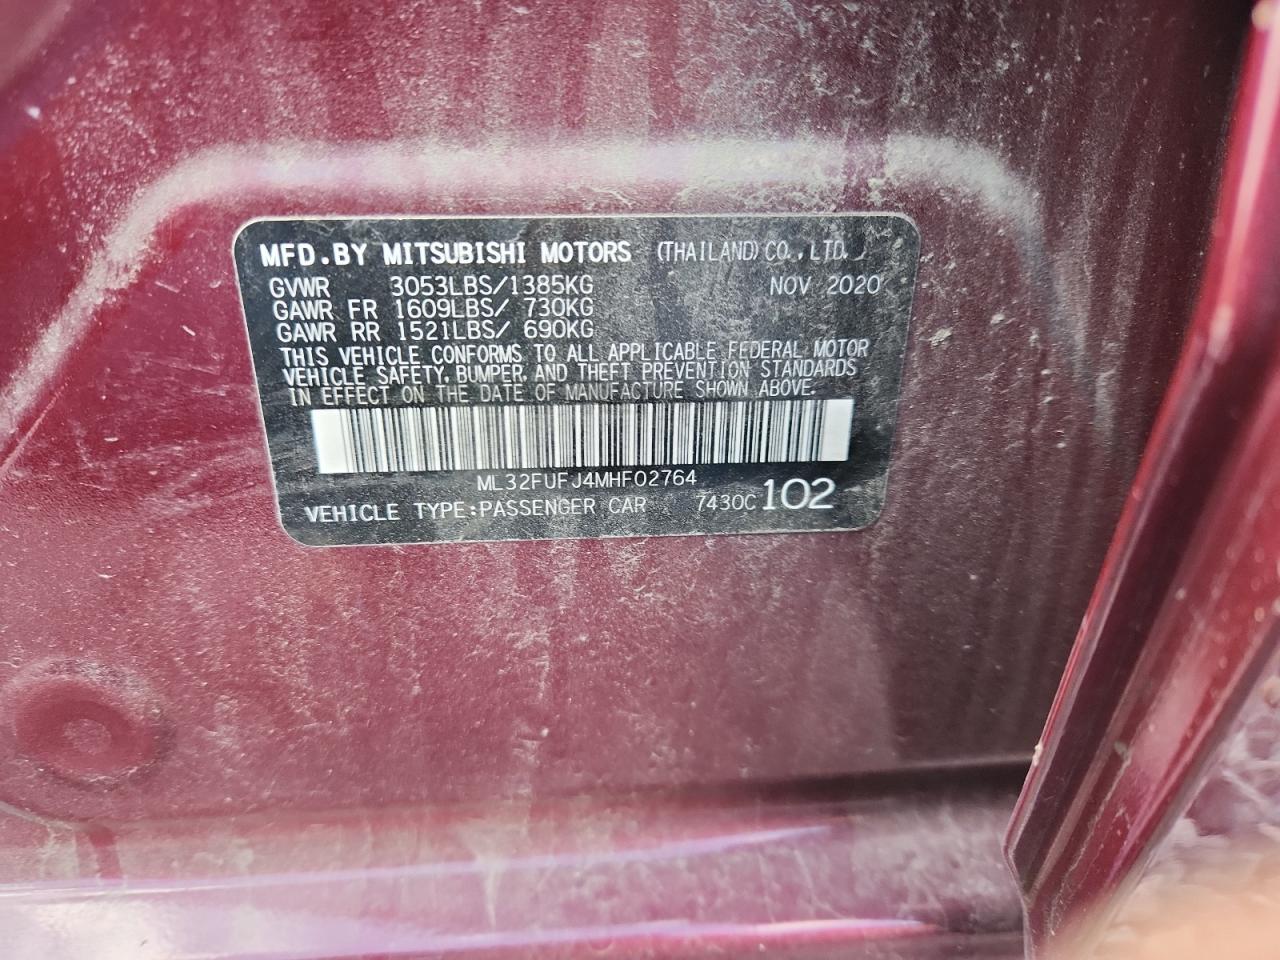 MFD.BY MITSUBISHI MOTORS (THAILAND) CO.,LTD.
GVWR 3053LBS/1385KG NOV 2020
GAWR FR 1609LBS/ 730KG
GAWR RR 1521LBS/ 690KG
THIS VEHICLE CONFORMS TO ALL APPLICABLE FEDERAL MOTOR
VEHICLE SAFETY, BUMPER, AND THEFT PREVENTION STANDARDS
IN EFFECT ON THE DATE OF MANUFACTURE SHOWN ABOVE.
ML32FUFJ4MHF02764
VEHICLE TYPE:PASSENGER CAR 7430C 102